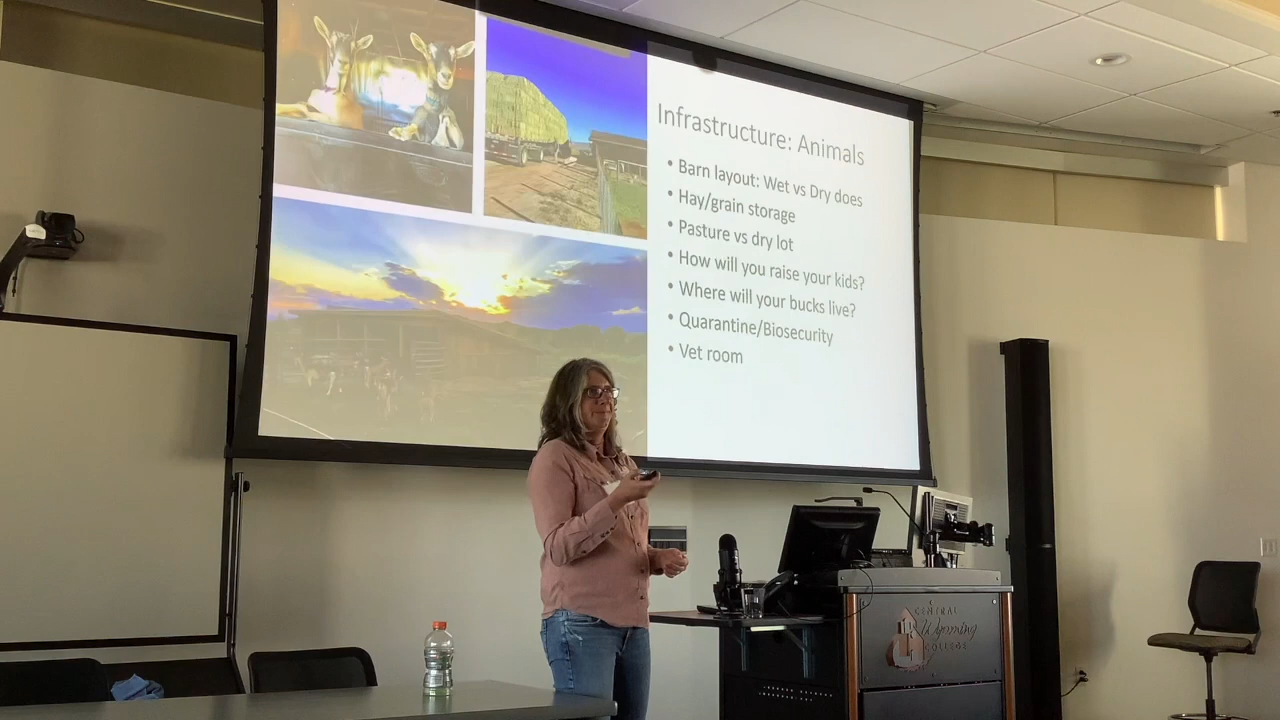 Infrastructure: Animals
• Barn layout: Wet vs Dry does
• Hay/grain storage
• Pasture vs dry lot
• How will you raise your kids?
• Where will your bucks live?
• Quarantine/Biosecurity
• Vet room
CENTRAL
Wyoming
COLLEGE